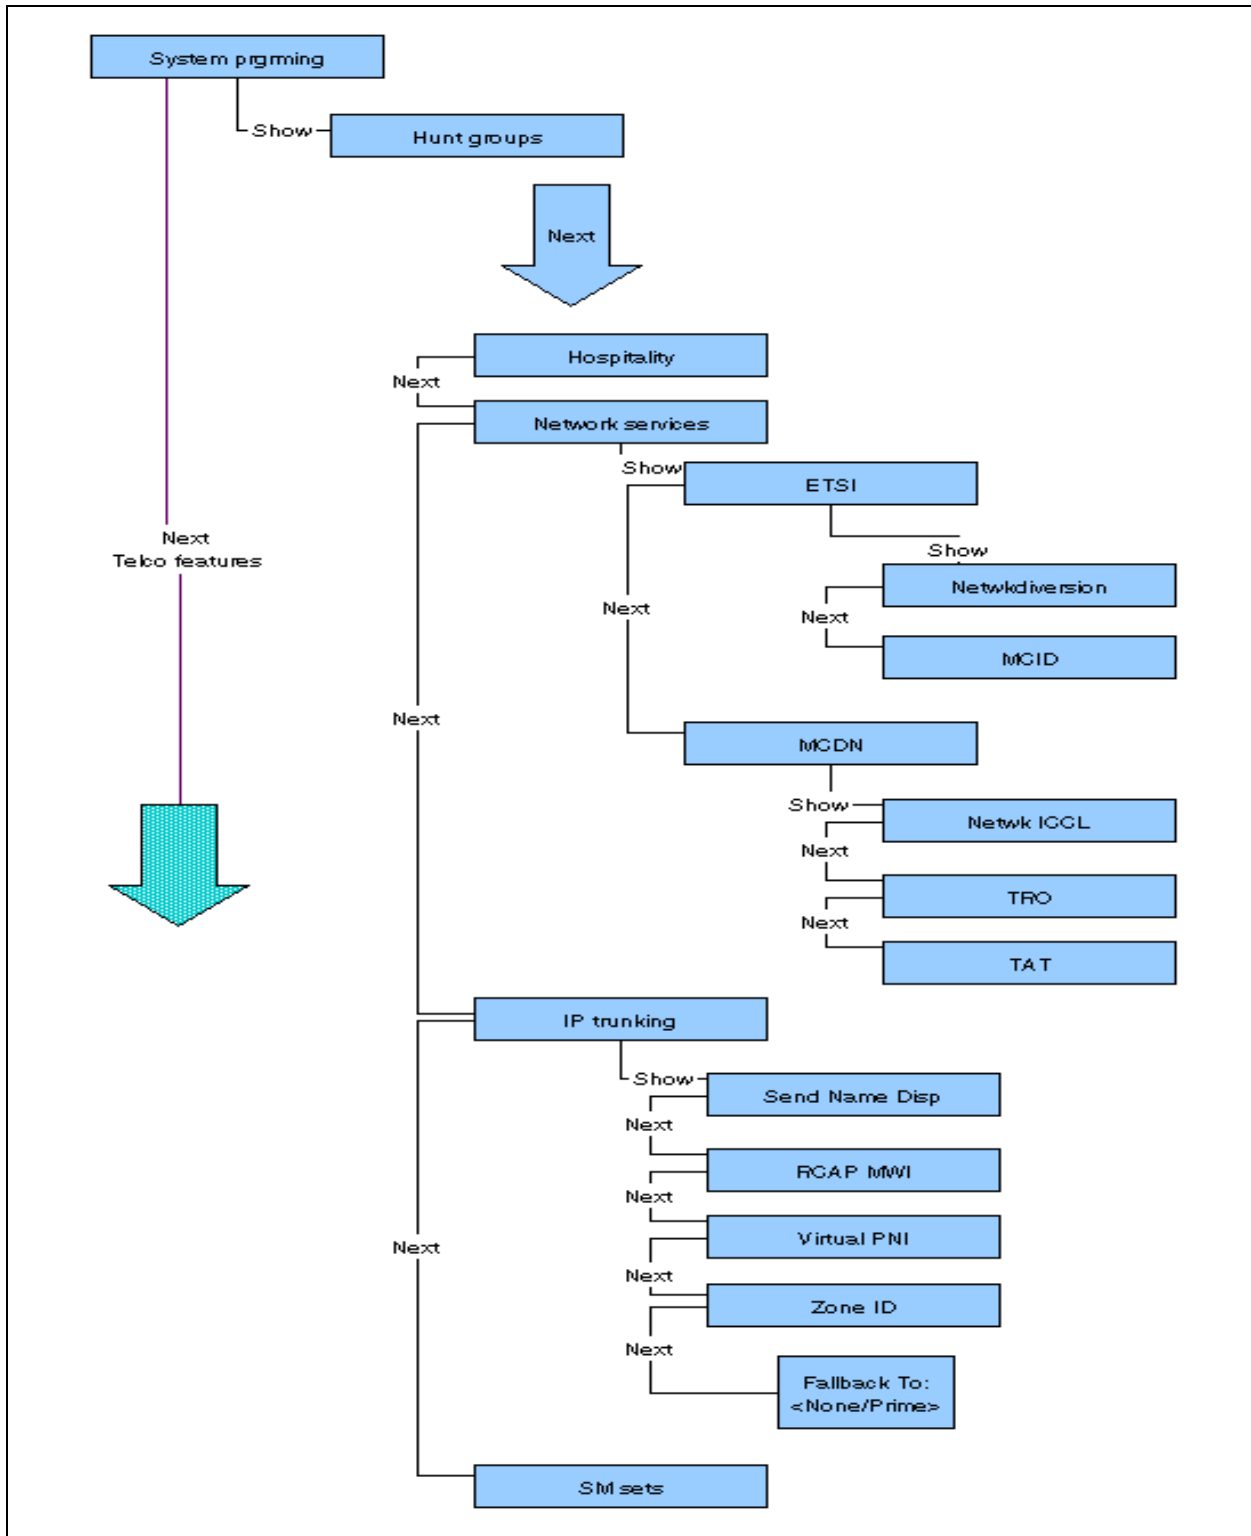 System prgrming
Show
Hunt groups
Next
Hospitality
Next
Network services
Show
ETSI
Next
Telco features
Show
Netwkdiversion
Next
Next
MCID
Next
MCDN
Show
Netwk ICCL
Next
TRO
Next
TAT
IP trunking
Show
Send Name Disp
Next
RCAP MWI
Next
Virtual PNI
Next
Next
Zone ID
Next
Fallback To:
<None/Prime>
SM sets